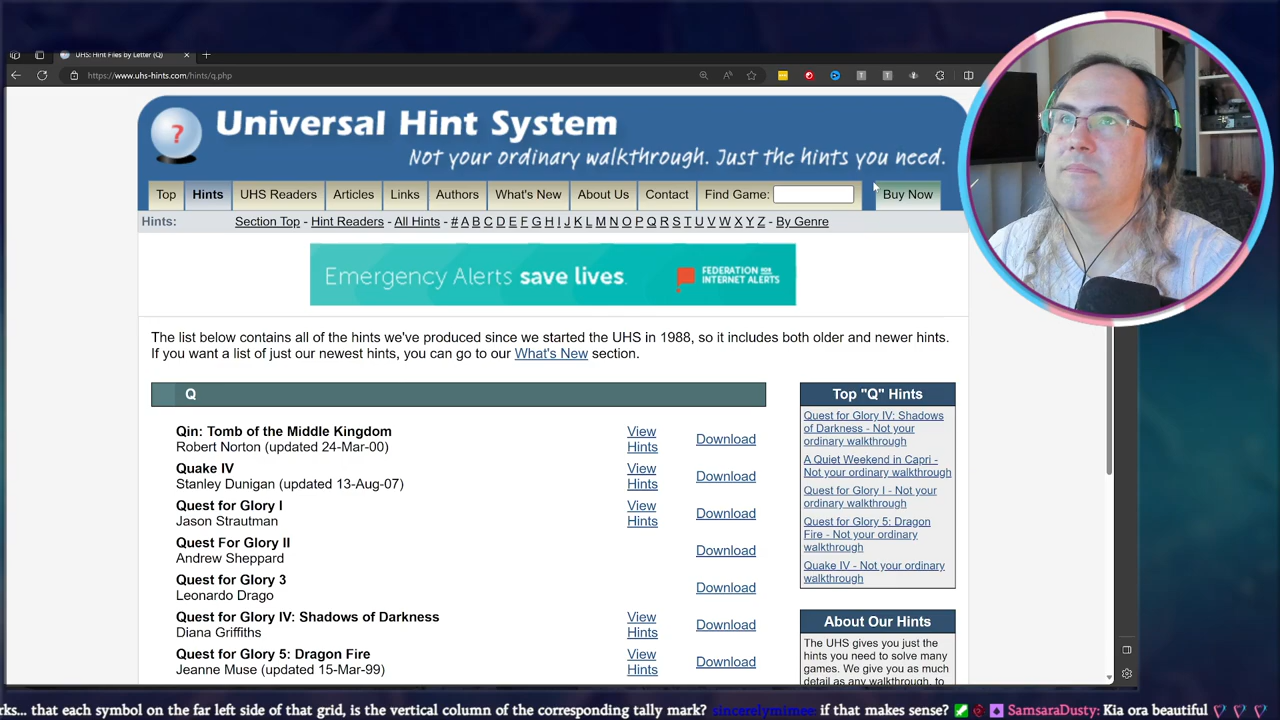 UHS: Hint Files by Letter (Q)
https://www.uhs-hints.com/hints/q.php
?
Universal Hint System
Not your ordinary walkthrough. Just the hints you need.
Top Hints UHS Readers Articles Links Authors What's New About Us Contact Find Game: Buy Now
Hints: Section Top - Hint Readers - All Hints - # A B C D E F G H I J K L M N O P Q R S T U V W X Y Z - By Genre
Emergency Alerts save lives. FEDERATION FOR
INTERNET ALERTS
The list below contains all of the hints we've produced since we started the UHS in 1988, so it includes both older and newer hints.
If you want a list of just our newest hints, you can go to our What's New section.
Q
Qin: Tomb of the Middle Kingdom
Robert Norton (updated 24-Mar-00)
View
Hints
Download
Quake IV
Stanley Dunigan (updated 13-Aug-07)
View
Hints
Download
Quest for Glory I
Jason Strautman
View
Hints
Download
Quest For Glory II
Andrew Sheppard
Download
Quest for Glory 3
Leonardo Drago
Download
Quest for Glory IV: Shadows of Darkness
Diana Griffiths
View
Hints
Download
Quest for Glory 5: Dragon Fire
Jeanne Muse (updated 15-Mar-99)
View
Hints
Download
Top "Q" Hints
Quest for Glory IV: Shadows
of Darkness - Not your
ordinary walkthrough
A Quiet Weekend in Capri -
Not your ordinary walkthrough
Quest for Glory I - Not your
ordinary walkthrough
Quest for Glory 5: Dragon
Fire - Not your ordinary
walkthrough
Quake IV - Not your ordinary
walkthrough
About Our Hints
The UHS gives you just the
hints you need to solve many
games. We give you as much
detail as any walkthrough, to
rks... that each symbol on the far left side of that grid, is the vertical column of the corresponding tally mark? sincerelymimee: if that makes sense? SamsaraDusty: Kia ora beautiful